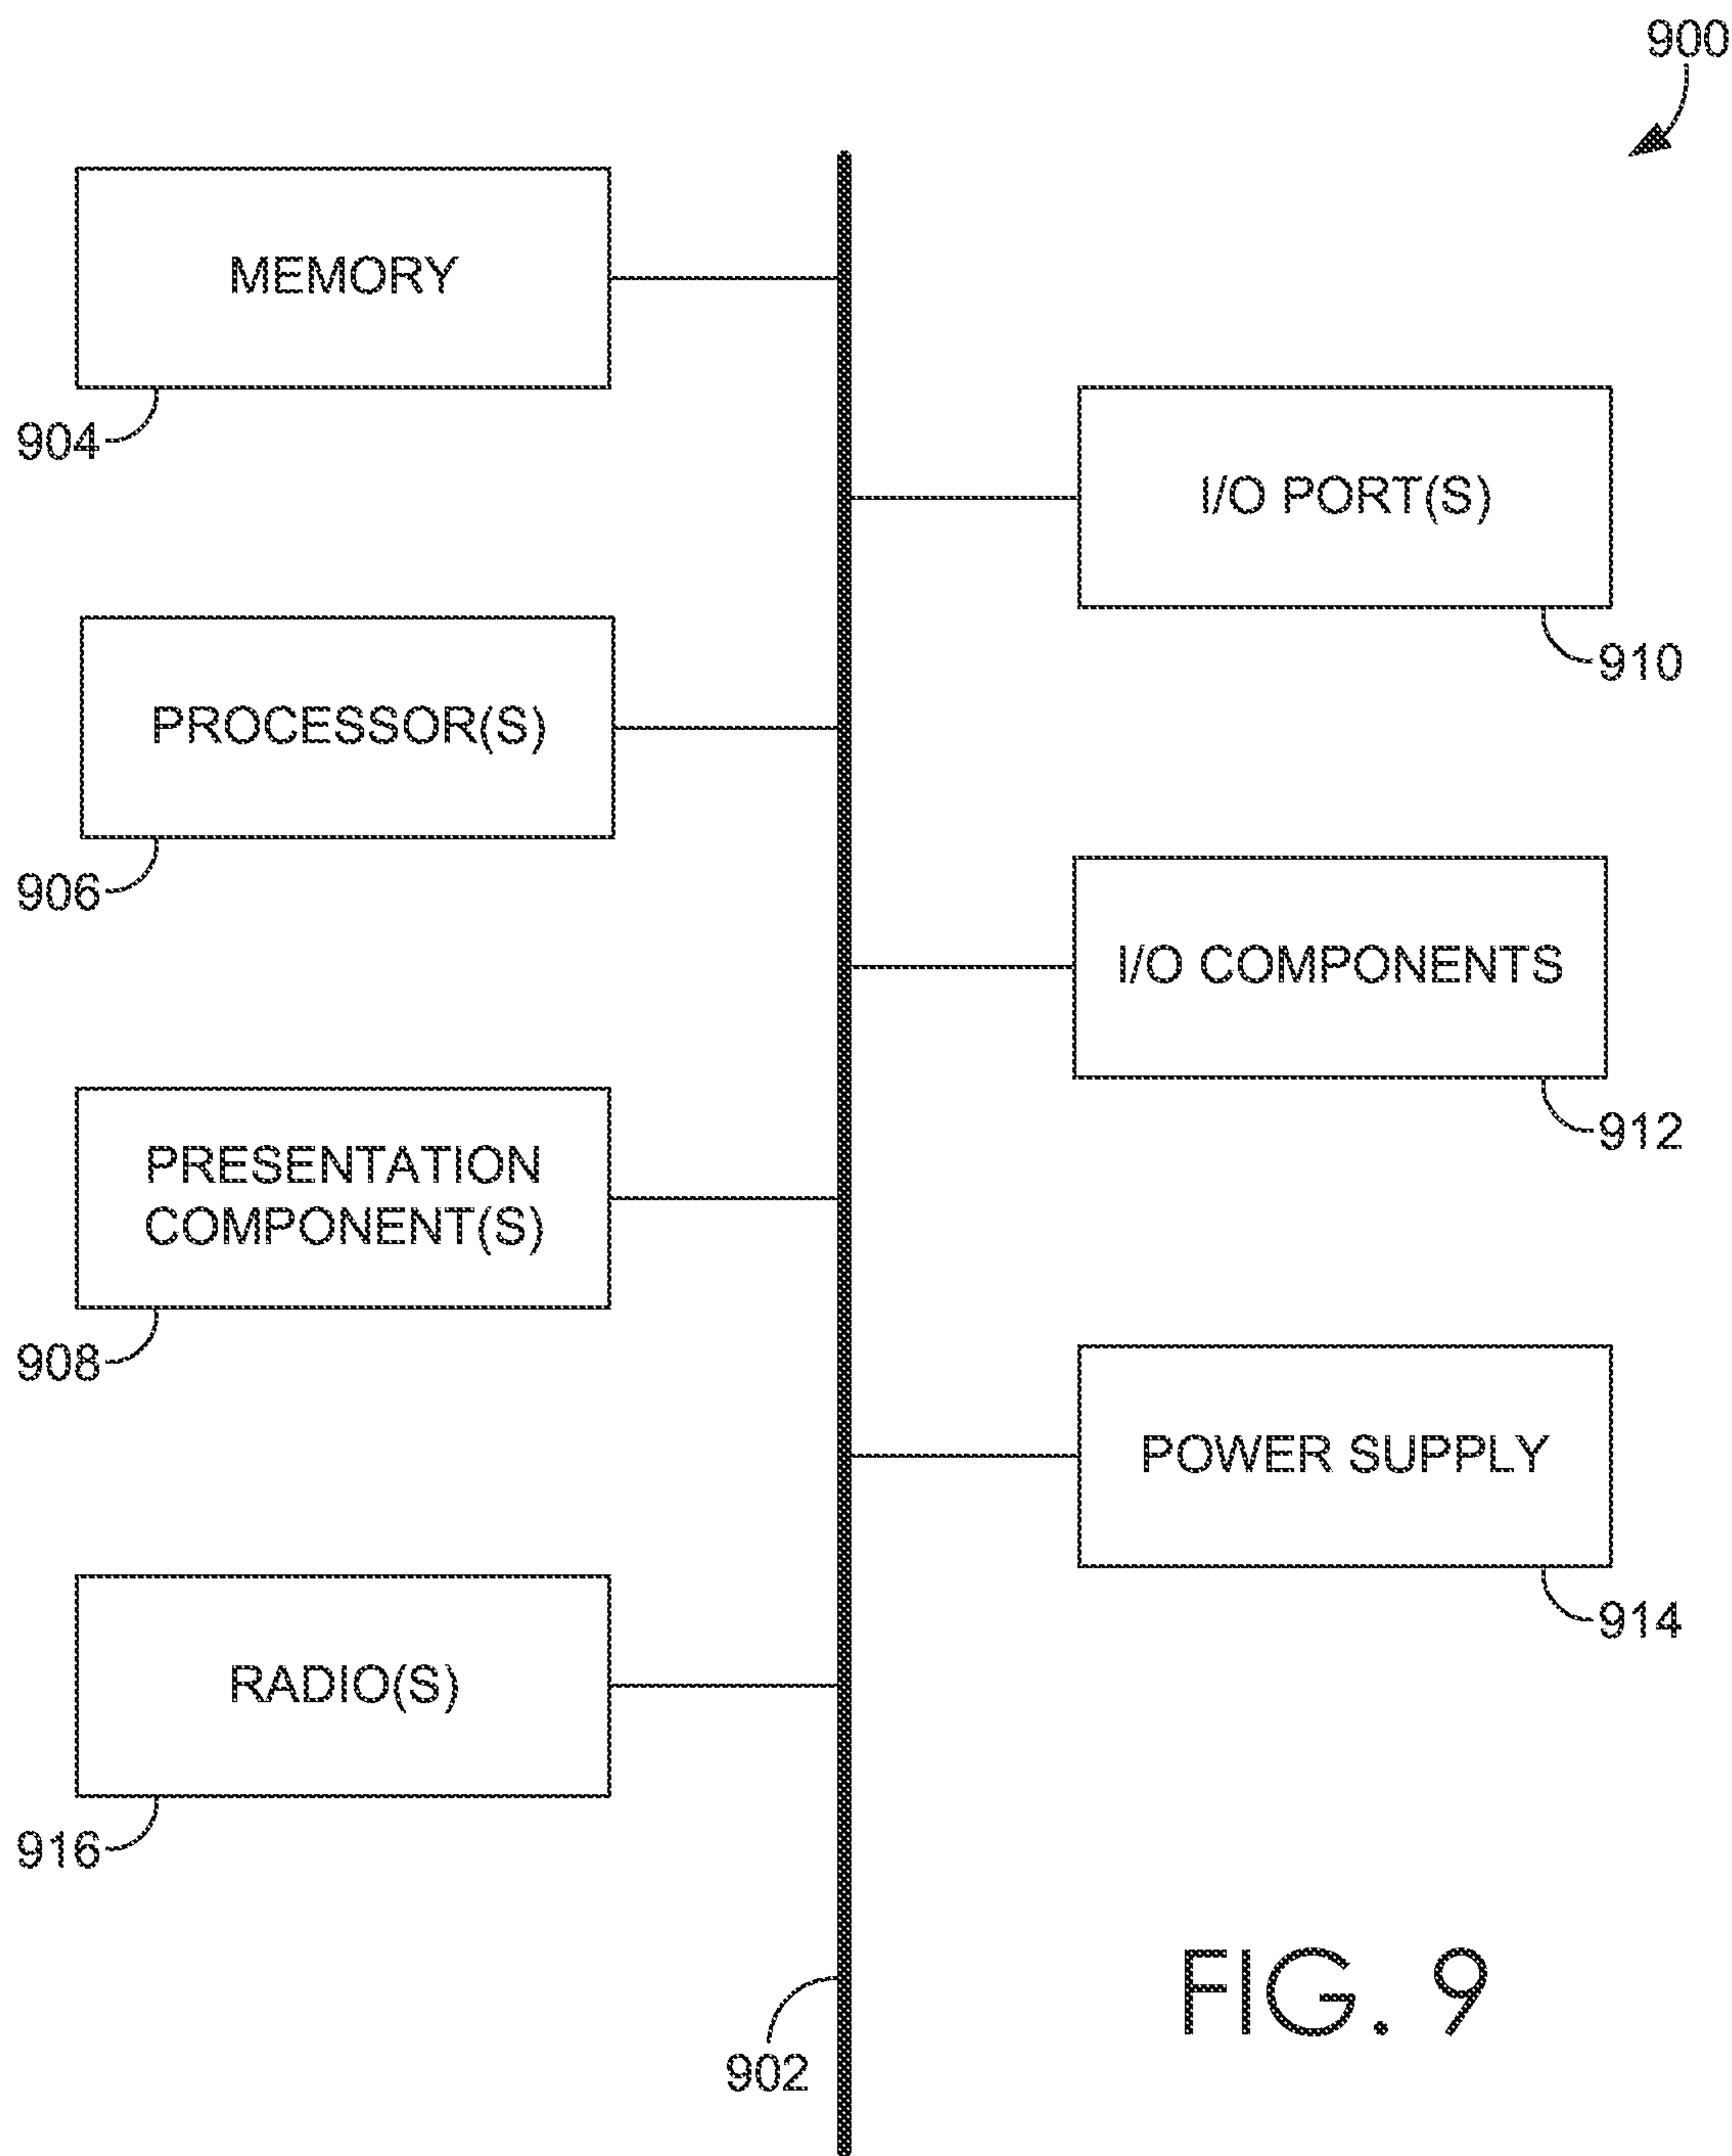 900
MEMORY
904
I/O PORT(S)
910
PROCESSOR(S)
906
I/O COMPONENTS
912
PRESENTATION
COMPONENT(S)
908
POWER SUPPLY
914
RADIO(S)
916
902
FIG. 9